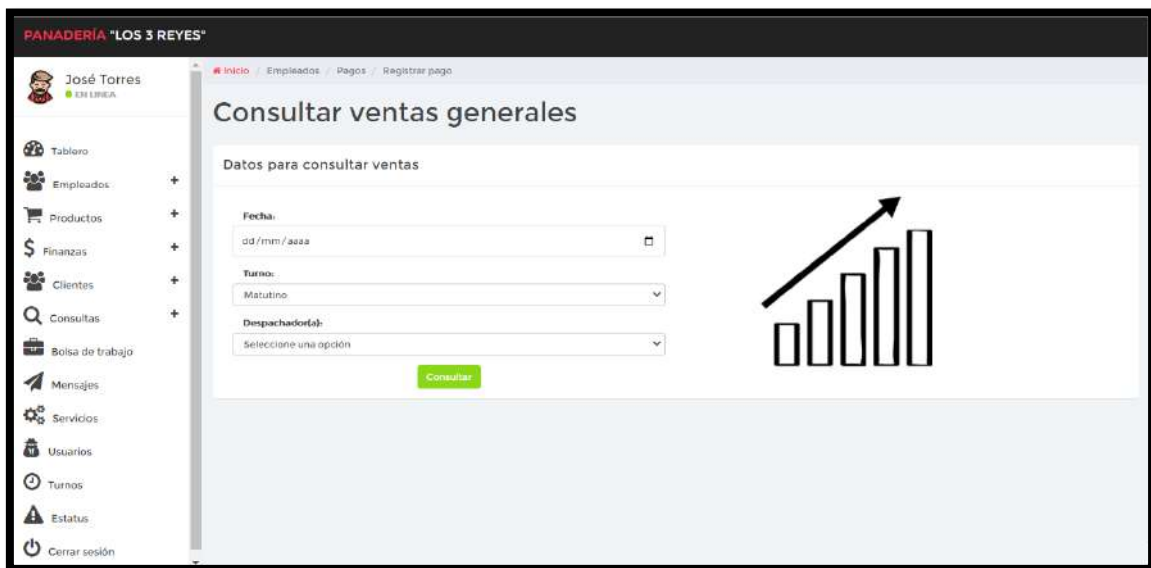 PANADERÍA "LOS 3 REYES"
José Torres
EN LINEA
Tablero
Empleados +
Productos +
Finanzas +
Clientes +
Consultas +
Bolsa de trabajo
Mensajes
Servicios
Usuarios
Turnos
Estatus
Cerrar sesión
Inicio / Empleados / Pagos / Registrar pago
Consultar ventas generales
Datos para consultar ventas
Fecha:
dd/mm/aaaa
Turno:
Matutino
Despachador(a):
Seleccione una opción
Consultar